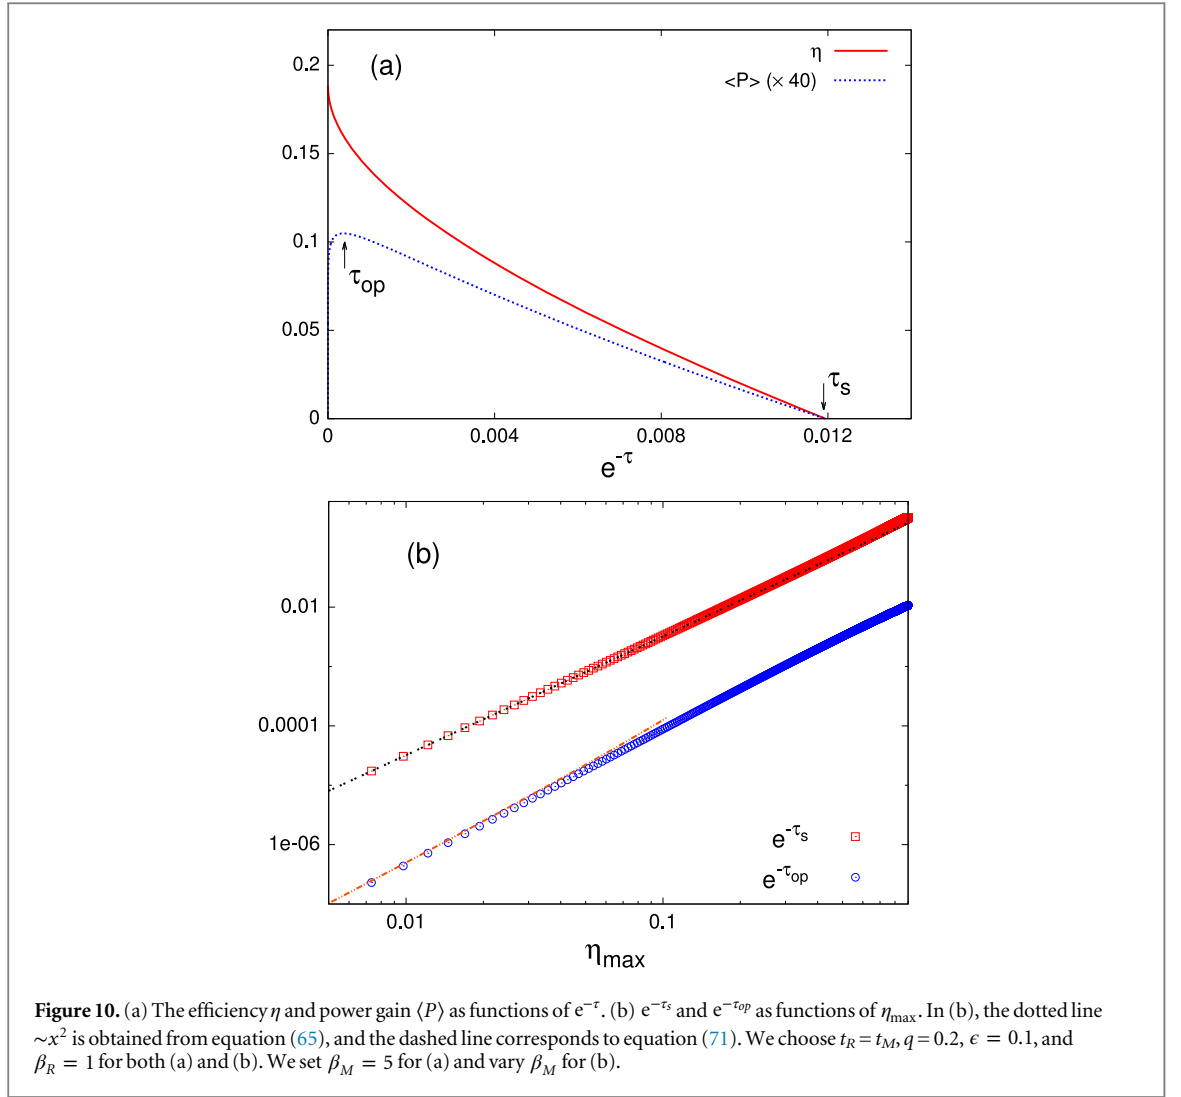 (a)
η
<P> (× 40)
0.2
0.15
0.1
0.05
0
τop
τs
0 0.004 0.008 0.012
e-τ
(b)
0.01
0.0001
1e-06
e-τs
e-τop
0.01 0.1
ηmax
Figure 10. (a) The efficiency η and power gain ⟨P⟩ as functions of e−τ. (b) e−τs and e−τop as functions of ηmax. In (b), the dotted line
∼x2 is obtained from equation (65), and the dashed line corresponds to equation (71). We choose tR = tM, q = 0.2, ϵ = 0.1, and
βR = 1 for both (a) and (b). We set βM = 5 for (a) and vary βM for (b).